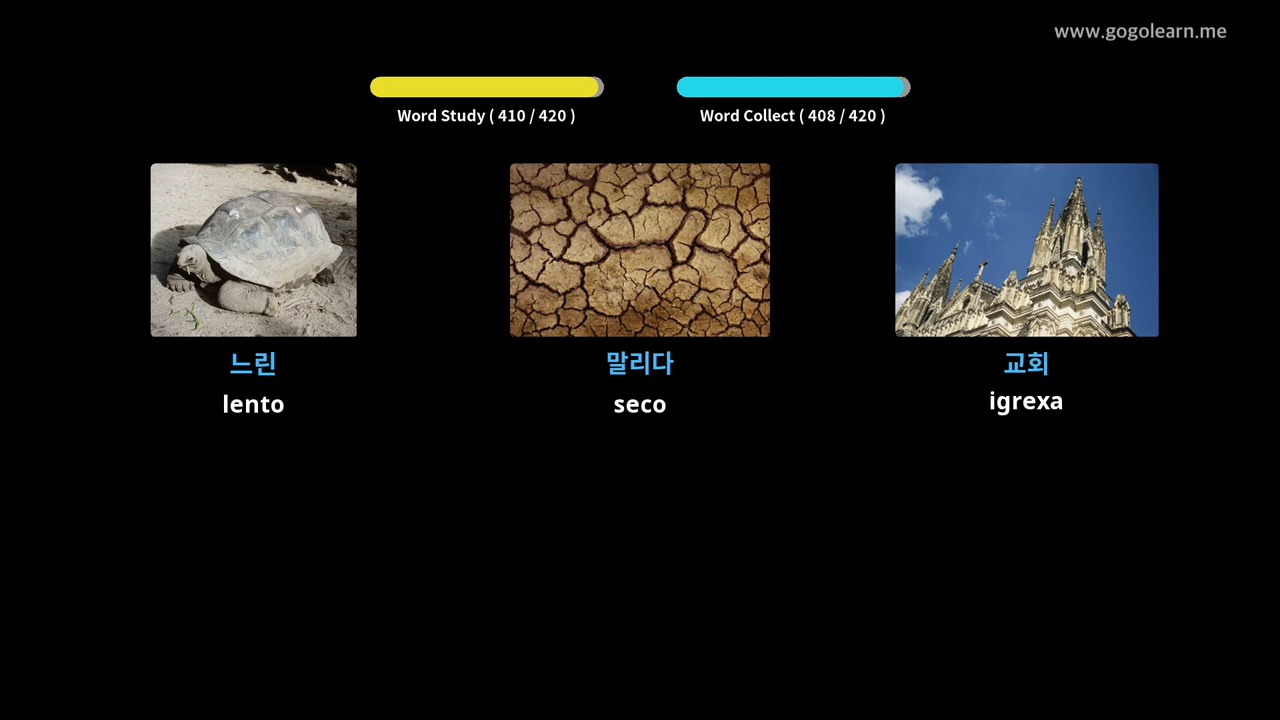 www.gogolearn.me
Word Study ( 410 / 420 )
Word Collect ( 408 / 420 )
느린
lento
말리다
seco
교회
igrexa